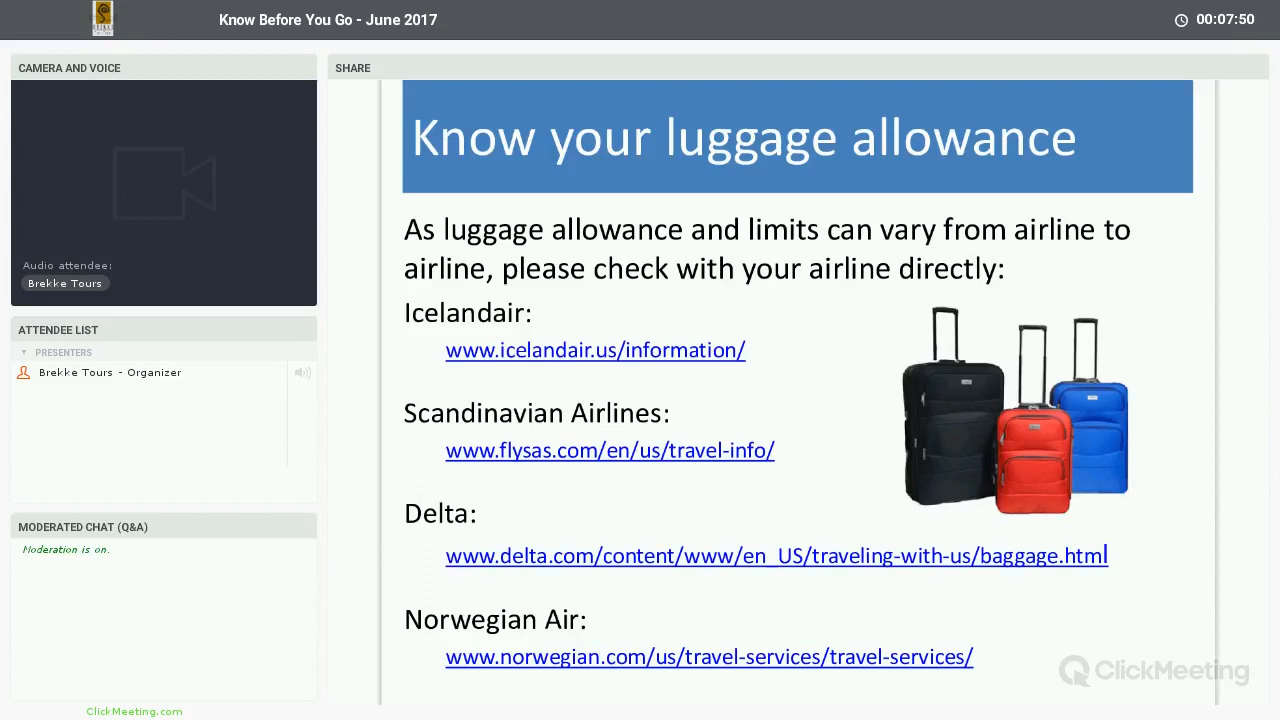 Know Before You Go - June 2017
00:07:50
CAMERA AND VOICE
Audio attendee:
Brekke Tours
ATTENDEE LIST
PRESENTERS
Brekke Tours - Organizer
MODERATED CHAT (Q&A)
Moderation is on.
ClickMeeting.com
SHARE
Know your luggage allowance
As luggage allowance and limits can vary from airline to
airline, please check with your airline directly:
Icelandair:
www.icelandair.us/information/
Scandinavian Airlines:
www.flysas.com/en/us/travel-info/
Delta:
www.delta.com/content/www/en_US/traveling-with-us/baggage.html
Norwegian Air:
www.norwegian.com/us/travel-services/travel-services/
ClickMeeting